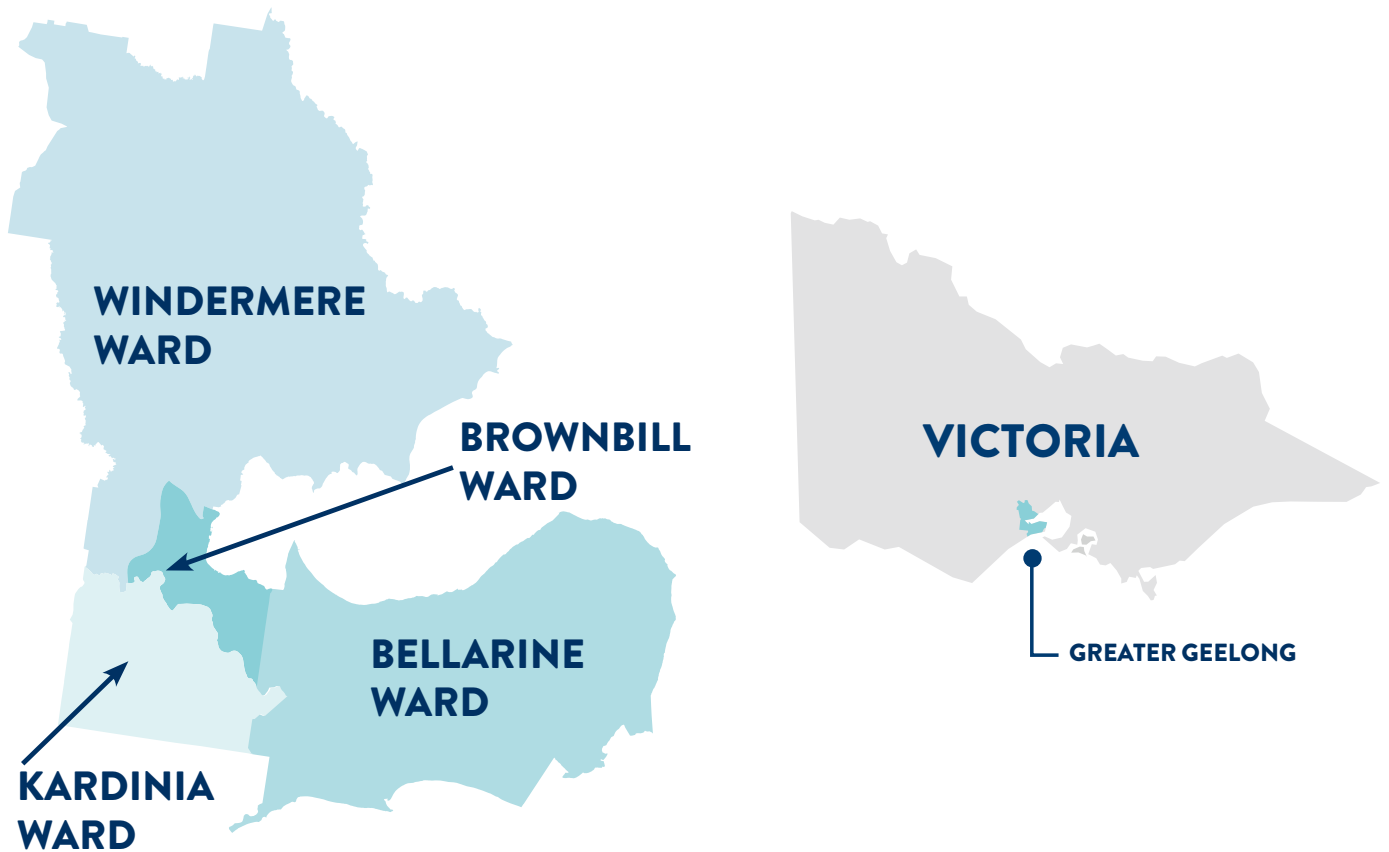 WINDERMERE
WARD
BROWNBILL
WARD
BELLARINE
WARD
KARDINIA
WARD
VICTORIA
GREATER GEELONG